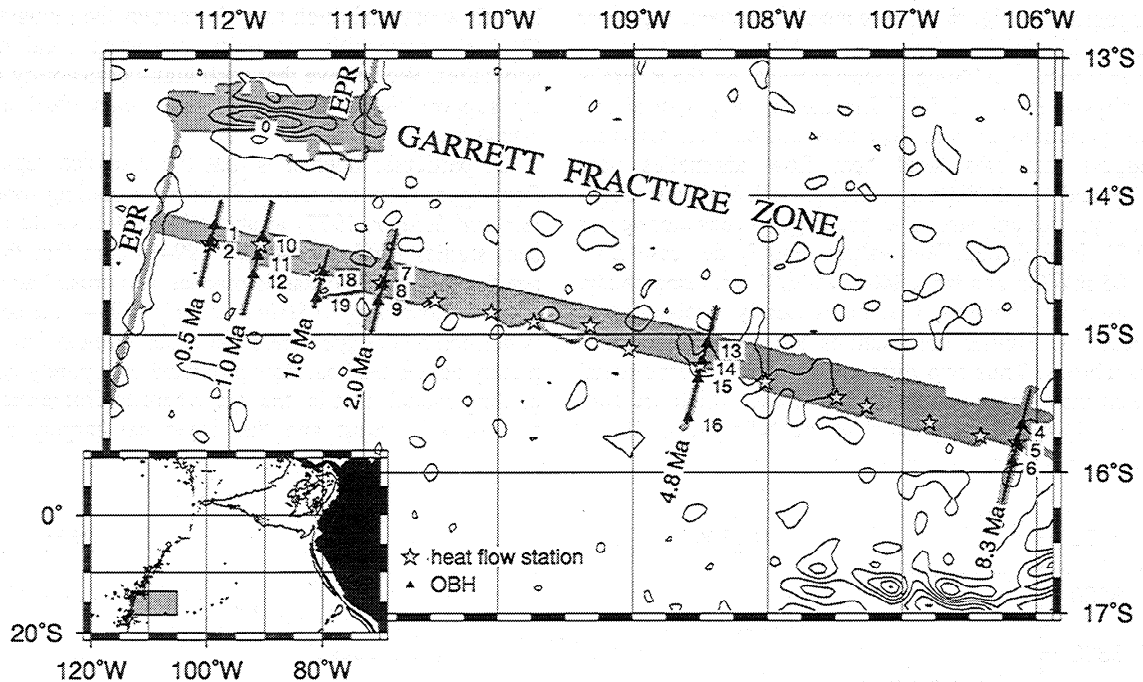 112°W 111°W 110°W 109°W 108°W 107°W 106°W
13°S
EPR
0
GARRETT FRACTURE ZONE
14°S
EPR
1
2
10
11
12
18
19
7
8
9
0.5 Ma
1.0 Ma
1.6 Ma
2.0 Ma
15°S
13
14
15
16
4.8 Ma
4
5
6
8.3 Ma
16°S
heat flow station
OBH
17°S
0°
20°S
120°W 100°W 80°W